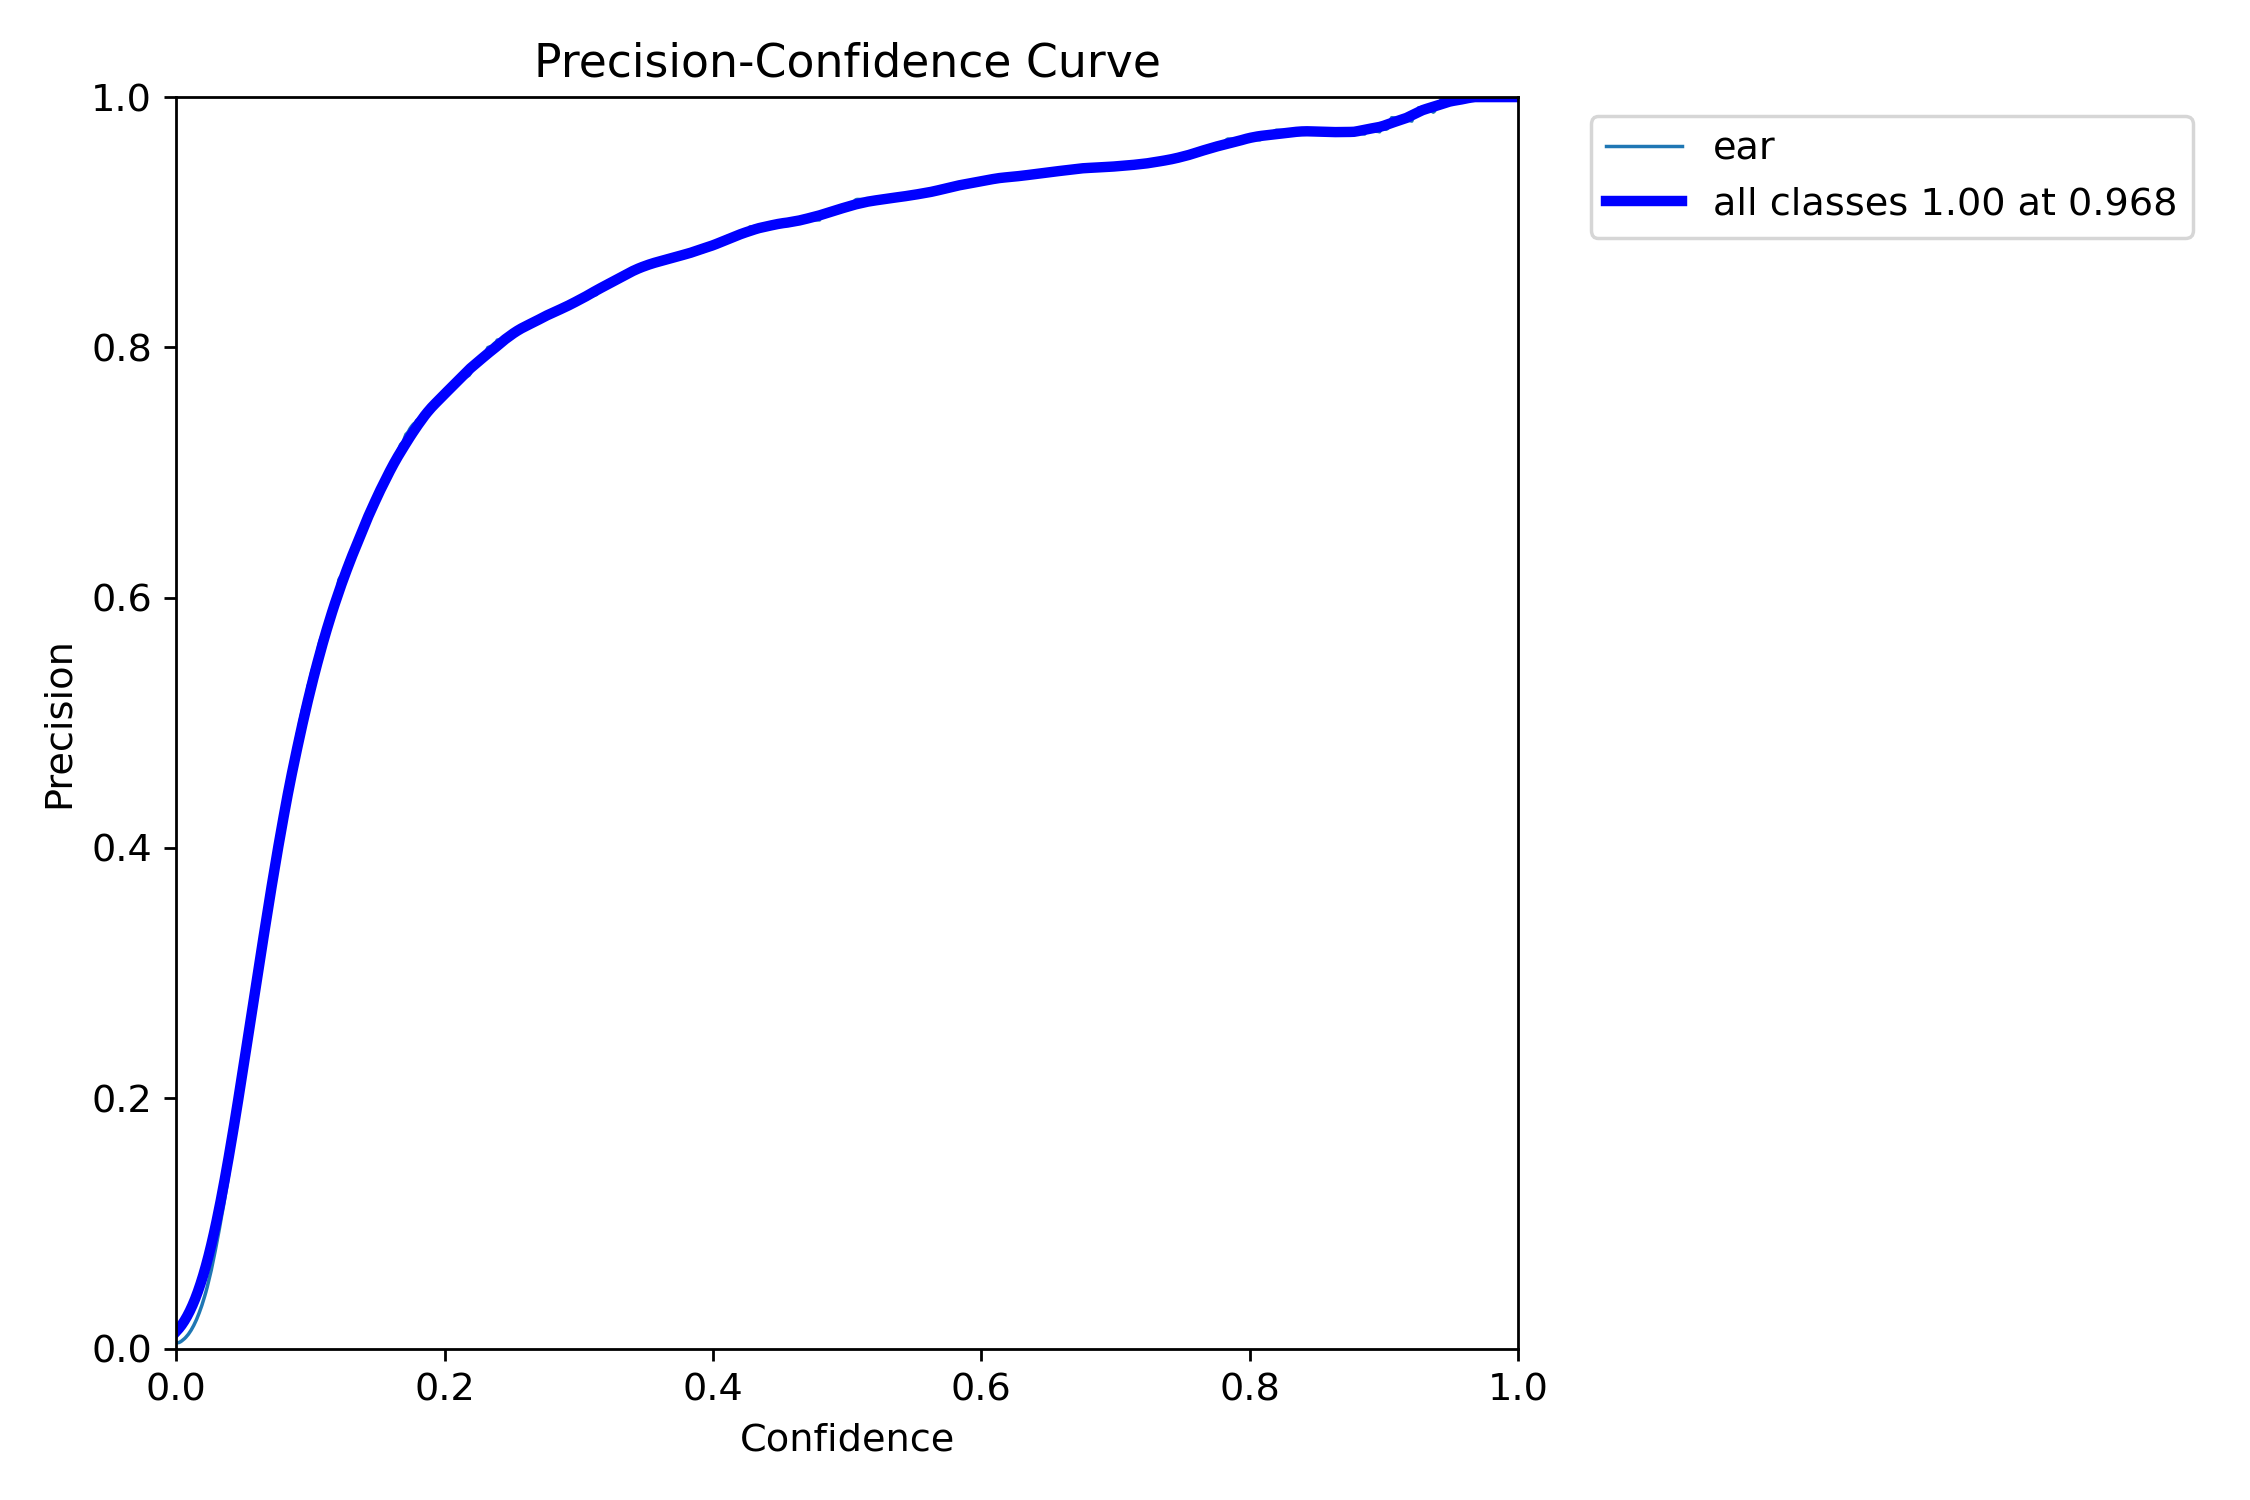 Precision-Confidence Curve
1.0
0.8
0.6
0.4
0.2
0.0
Precision
0.0 0.2 0.4 0.6 0.8 1.0
Confidence
ear
all classes 1.00 at 0.968